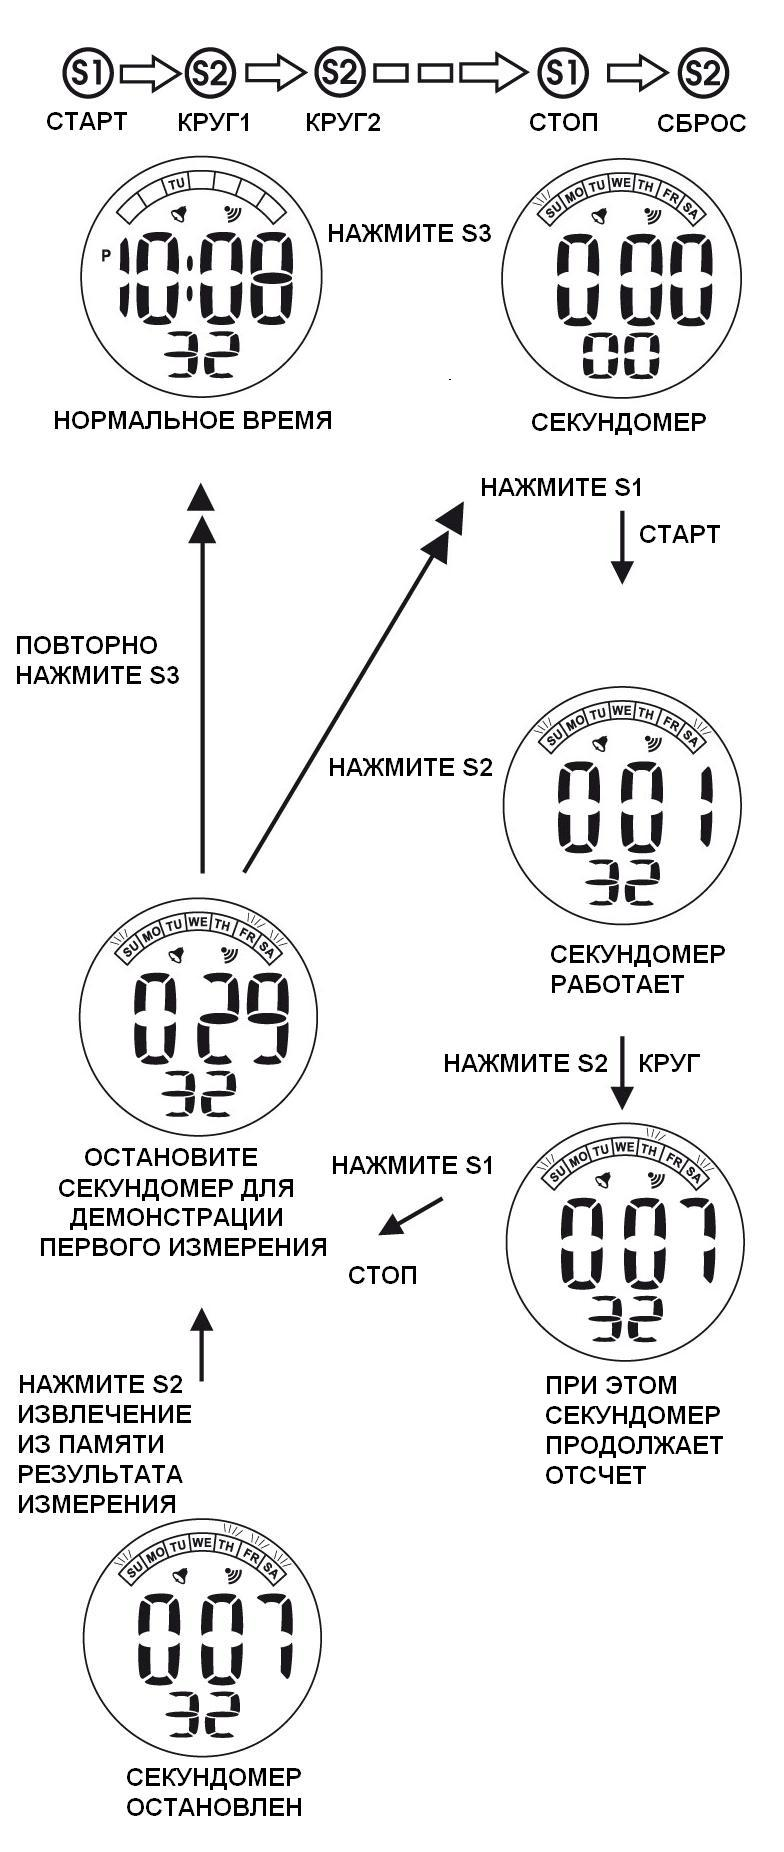 S1 S2 S2 S1 S2
СТАРТ КРУГ1 КРУГ2 СТОП СБРОС
TU
P 10:08
32
НОРМАЛЬНОЕ ВРЕМЯ
НАЖМИТЕ S3
SU MO TU WE TH FR SA
0 00
00
СЕКУНДОМЕР
НАЖМИТЕ S1
СТАРТ
ПОВТОРНО
НАЖМИТЕ S3
НАЖМИТЕ S2
SU MO TU WE TH FR SA
0 01
32
СЕКУНДОМЕР
РАБОТАЕТ
SU MO TU WE TH FR SA
0 29
32
ОСТАНОВИТЕ
СЕКУНДОМЕР ДЛЯ
ДЕМОНСТРАЦИИ
ПЕРВОГО ИЗМЕРЕНИЯ
НАЖМИТЕ S2 КРУГ
SU MO TU WE TH FR SA
0 07
32
ПРИ ЭТОМ
СЕКУНДОМЕР
ПРОДОЛЖАЕТ
ОТСЧЕТ
НАЖМИТЕ S1
СТОП
НАЖМИТЕ S2
ИЗВЛЕЧЕНИЕ
ИЗ ПАМЯТИ
РЕЗУЛЬТАТА
ИЗМЕРЕНИЯ
SU MO TU WE TH FR SA
0 07
32
СЕКУНДОМЕР
ОСТАНОВЛЕН